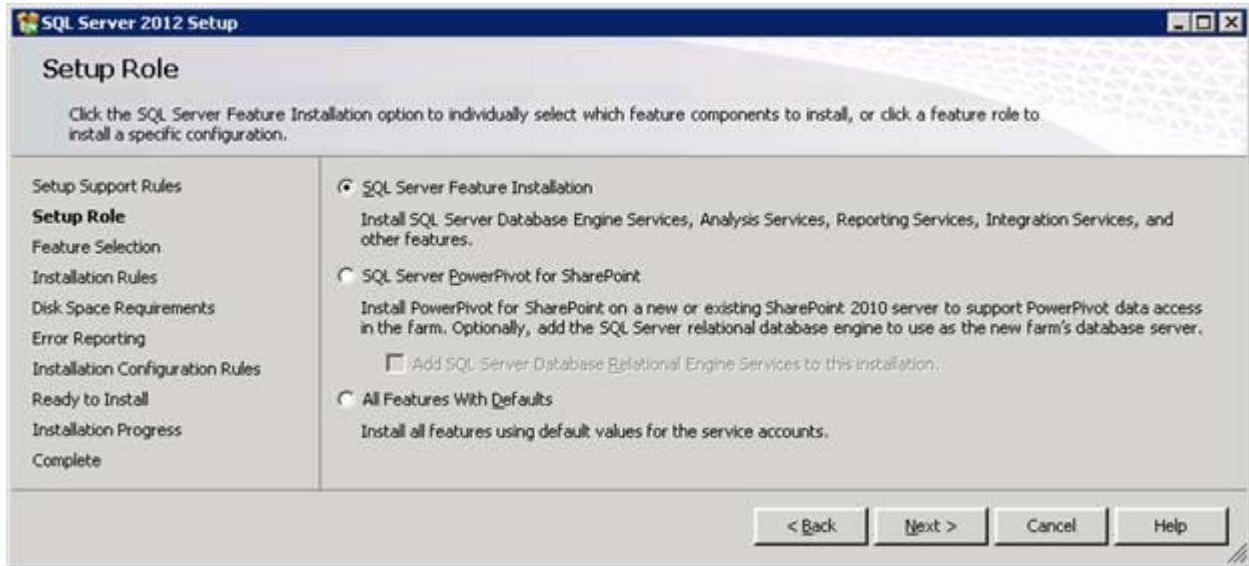 SQL Server 2012 Setup
Setup Role
Click the SQL Server Feature Installation option to individually select which feature components to install, or click a feature role to
install a specific configuration.
Setup Support Rules
Setup Role
Feature Selection
Installation Rules
Disk Space Requirements
Error Reporting
Installation Configuration Rules
Ready to Install
Installation Progress
Complete
SQL Server Feature Installation
Install SQL Server Database Engine Services, Analysis Services, Reporting Services, Integration Services, and
other features.
SQL Server PowerPivot for SharePoint
Install PowerPivot for SharePoint on a new or existing SharePoint 2010 server to support PowerPivot data access
in the farm. Optionally, add the SQL Server relational database engine to use as the new farm's database server.
Add SQL Server Database Relational Engine Services to this installation.
All Features With Defaults
Install all features using default values for the service accounts.
< Back
Next >
Cancel
Help